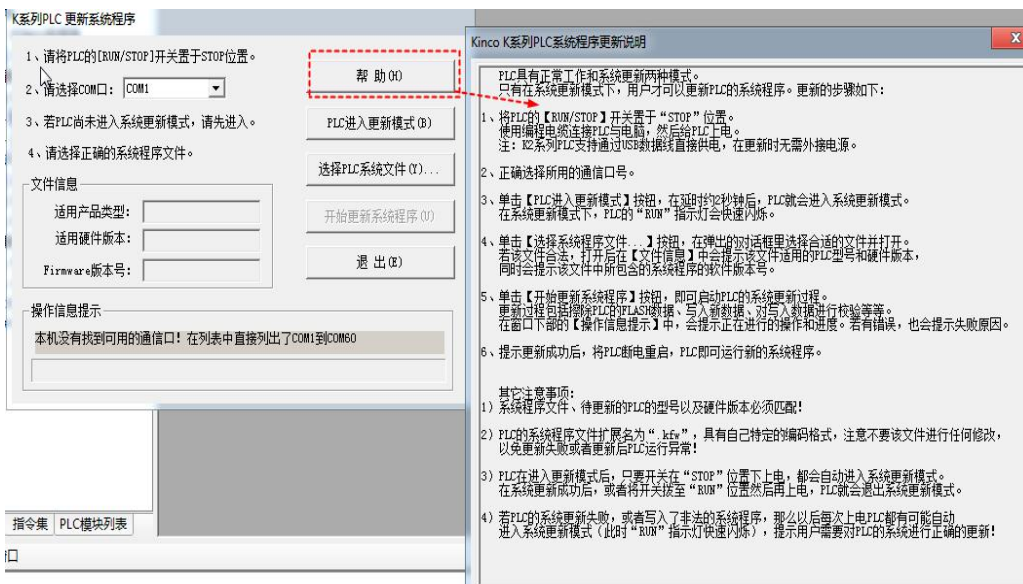 K系列PLC 更新系统程序
1、请将PLC的[RUN/STOP]开关置于STOP位置。
2、请选择COM口： COM1
3、若PLC尚未进入系统更新模式，请先进入。
4、请选择正确的系统程序文件。
文件信息
适用产品类型：
适用硬件版本：
Firmware版本号：
帮 助(H)
PLC进入更新模式(B)
选择PLC系统文件(Y)...
开始更新系统程序(U)
退 出(E)
操作信息提示
本机没有找到可用的通信口！在列表中直接列出了COM1到COM60
指令集 PLC模块列表
口
Kinco K系列PLC系统程序更新说明
X
PLC具有正常工作和系统更新两种模式。
只有在系统更新模式下，用户才可以更新PLC的系统程序。更新的步骤如下：
1、将PLC的【RUN/STOP】开关置于“STOP”位置。
使用编程电缆连接PLC与电脑，然后给PLC上电。
注：K2系列PLC支持通过USB数据线直接供电，在更新时无需外接电源。
2、正确选择所用的通信口号。
3、单击【PLC进入更新模式】按钮，在延时约2秒钟后，PLC就会进入系统更新模式。
在系统更新模式下，PLC的“RUN”指示灯会快速闪烁。
4、单击【选择系统程序文件...】按钮，在弹出的对话框里选择合适的文件并打开。
若该文件合法，打开后在【文件信息】中会提示该文件适用的PLC型号和硬件版本，
同时会提示该文件中所包含的系统程序的软件版本号。
5、单击【开始更新系统程序】按钮，即可启动PLC的系统更新过程。
更新过程包括擦除PLC的FLASH数据、写入新数据、对写入数据进行校验等等。
在窗口下部的【操作信息提示】中，会提示正在进行的操作和进度。若有错误，也会提示失败原因。
6、提示更新成功后，将PLC断电重启，PLC即可运行新的系统程序。
其它注意事项：
1）系统程序文件、待更新的PLC的型号以及硬件版本必须匹配！
2）PLC的系统程序文件扩展名为“.kfw”，具有自己特定的编码格式，注意不要该文件进行任何修改，
以免更新失败或者更新后PLC运行异常！
3）PLC在进入更新模式后，只要开关在“STOP”位置下上电，都会自动进入系统更新模式。
在系统更新成功后，或者将开关拨至“RUN”位置然后再上电，PLC就会退出系统更新模式。
4）若PLC的系统更新失败，或者写入了非法的系统程序，那么以后每次上电PLC都有可能自动
进入系统更新模式（此时“RUN”指示灯快速闪烁），提示用户需要对PLC的系统进行正确的更新！